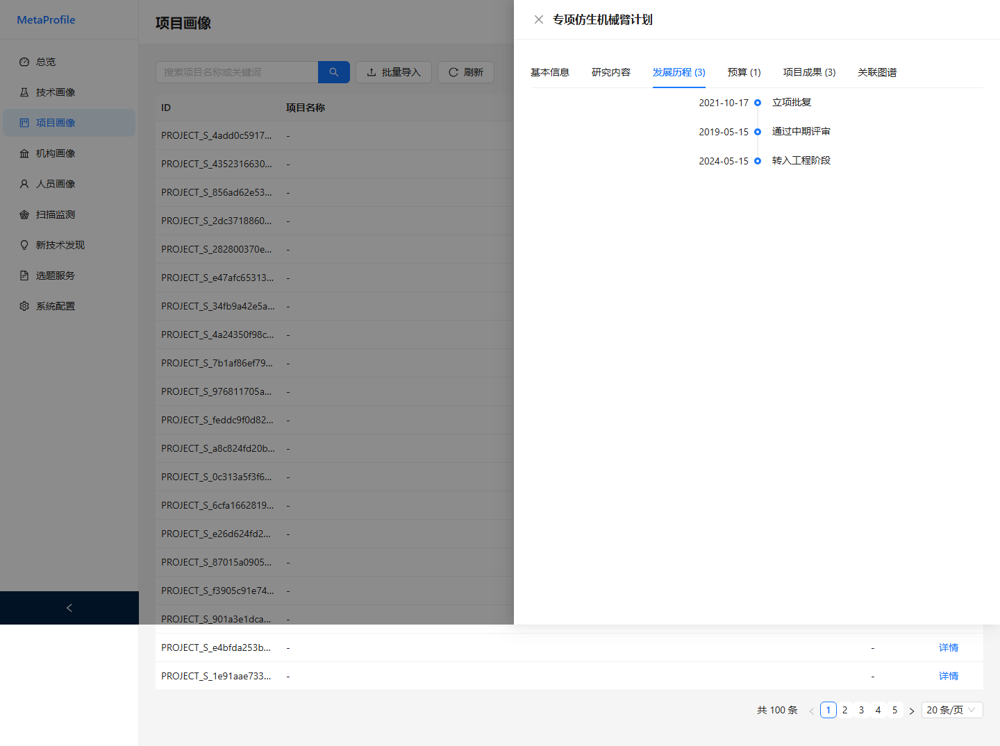 MetaProfile
总览
技术画像
项目画像
机构画像
人员画像
扫描监测
新技术发现
选题服务
系统配置
项目画像
搜索项目名称或关键词
批量导入
刷新
ID 项目名称
PROJECT_S_4add0c5917... -
PROJECT_S_4352316630... -
PROJECT_S_856ad62e53... -
PROJECT_S_2dc3718860... -
PROJECT_S_282800370e... -
PROJECT_S_e47afc65313... -
PROJECT_S_34fb9a42e5a... -
PROJECT_S_4a24350f98c... -
PROJECT_S_7b1af86ef79... -
PROJECT_S_976811705a... -
PROJECT_S_feddc9f0d82... -
PROJECT_S_a8c824fd20b... -
PROJECT_S_0c313a5f3f6... -
PROJECT_S_6cfa1662819... -
PROJECT_S_e26d624fd2... -
PROJECT_S_87015a0905... -
PROJECT_S_f3905c91e74... -
PROJECT_S_901a3e1dca... -
PROJECT_S_e4bfda253b... - - 详情
PROJECT_S_1e91aae733... - - 详情
共 100 条 1 2 3 4 5 20 条/页
专项仿生机械臂计划
基本信息 研究内容 发展历程 (3) 预算 (1) 项目成果 (3) 关联图谱
2021-10-17 立项批复
2019-05-15 通过中期评审
2024-05-15 转入工程阶段